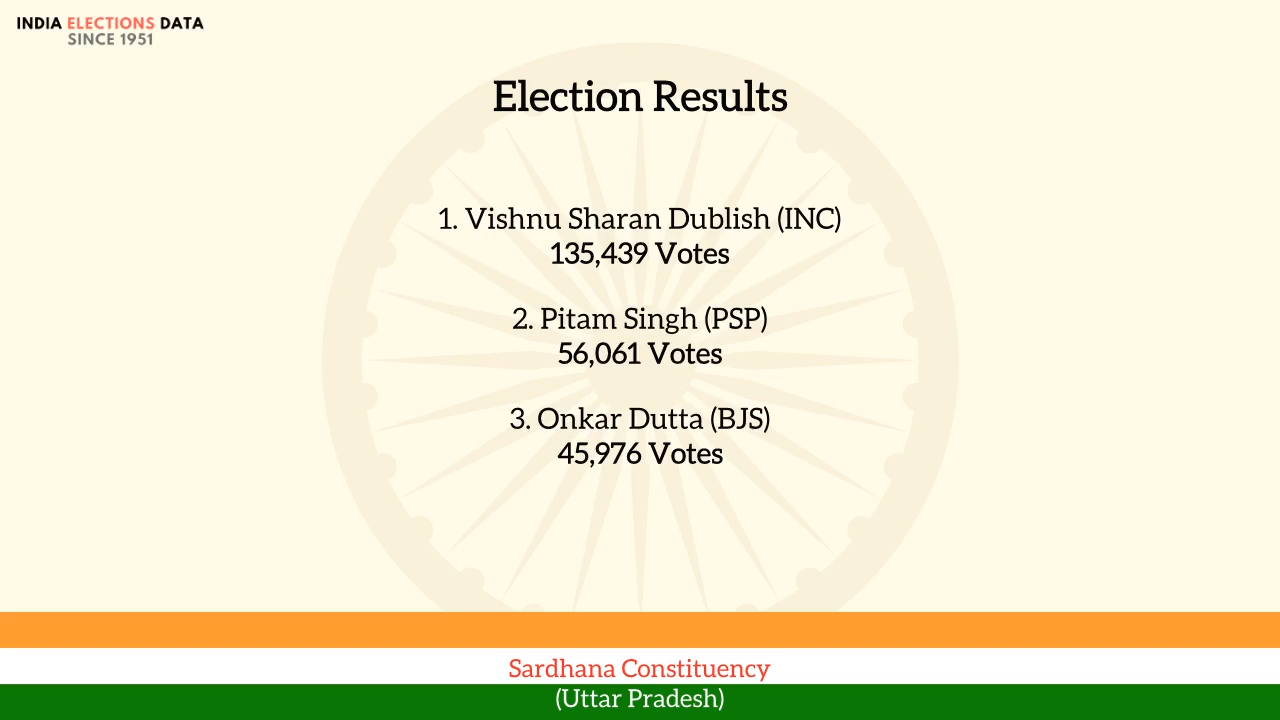 INDIA ELECTIONS DATA
SINCE 1951
Election Results
1. Vishnu Sharan Dublish (INC)
135,439 Votes
2. Pitam Singh (PSP)
56,061 Votes
3. Onkar Dutta (BJS)
45,976 Votes
Sardhana Constituency
(Uttar Pradesh)